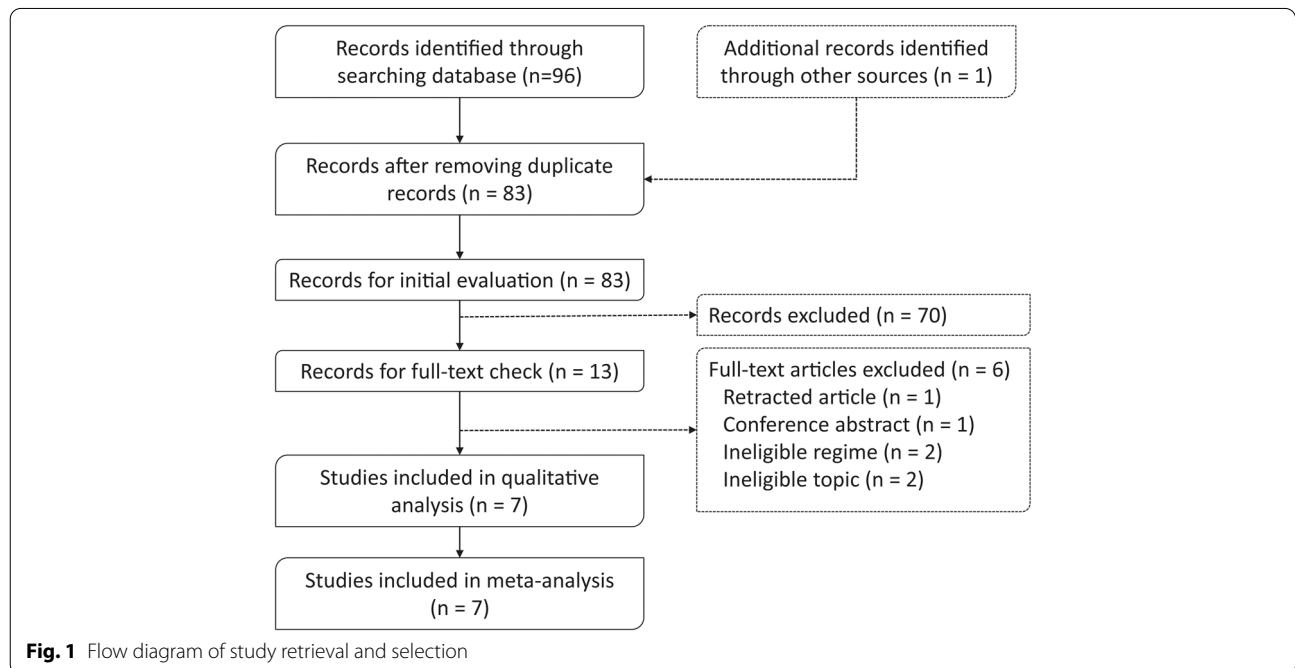 Records identified through
searching database (n=96)
Additional records identified
through other sources (n = 1)
Records after removing duplicate
records (n = 83)
Records for initial evaluation (n = 83)
Records excluded (n = 70)
Records for full-text check (n = 13)
Full-text articles excluded (n = 6)
Retracted article (n = 1)
Conference abstract (n = 1)
Ineligible regime (n = 2)
Ineligible topic (n = 2)
Studies included in qualitative
analysis (n = 7)
Studies included in meta-analysis
(n = 7)
Fig. 1 Flow diagram of study retrieval and selection